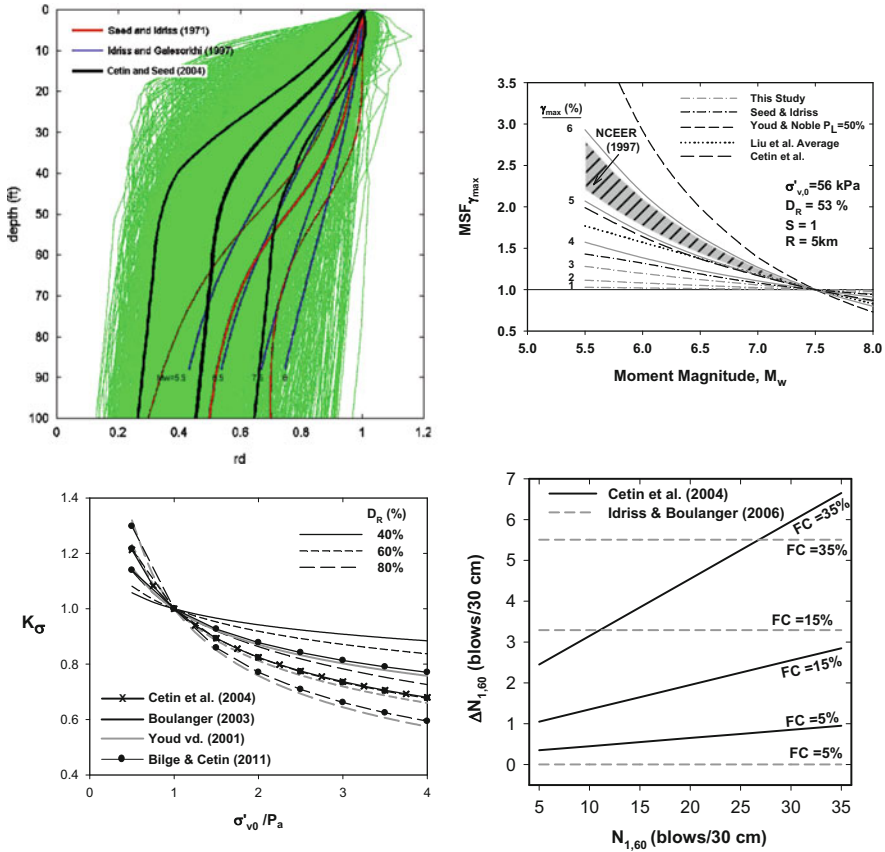 0
10
20
30
40
50
60
70
80
90
100
depth (ft)
Seed and Idriss (1971)
Idriss and Golesorkhi (1997)
Cetin and Seed (2004)
0
0.2
0.4
0.6
0.8
1
1.2
rd
3.5
3.0
2.5
2.0
1.5
1.0
0.5
MSFγmax
γmax (%)
6
5
4
3
2
1
NCEER
(1997)
This Study
Seed & Idriss
Youd & Noble PL=50%
Liu et al. Average
Cetin et al.
σ'v,0=56 kPa
DR = 53 %
S = 1
R = 5km
5.0
5.5
6.0
6.5
7.0
7.5
8.0
Moment Magnitude, Mw
1.4
1.2
1.0
0.8
0.6
0.4
Kσ
DR (%)
40%
60%
80%
Cetin et al. (2004)
Boulanger (2003)
Youd vd. (2001)
Bilge & Cetin (2011)
0
1
2
3
4
σ'v0 /Pa
7
6
5
4
3
2
1
0
ΔN1,60 (blows/30 cm)
Cetin et al. (2004)
Idriss & Boulanger (2006)
FC =35%
FC =35%
FC =15%
FC =15%
FC =5%
FC =5%
5
10
15
20
25
30
35
N1,60 (blows/30 cm)